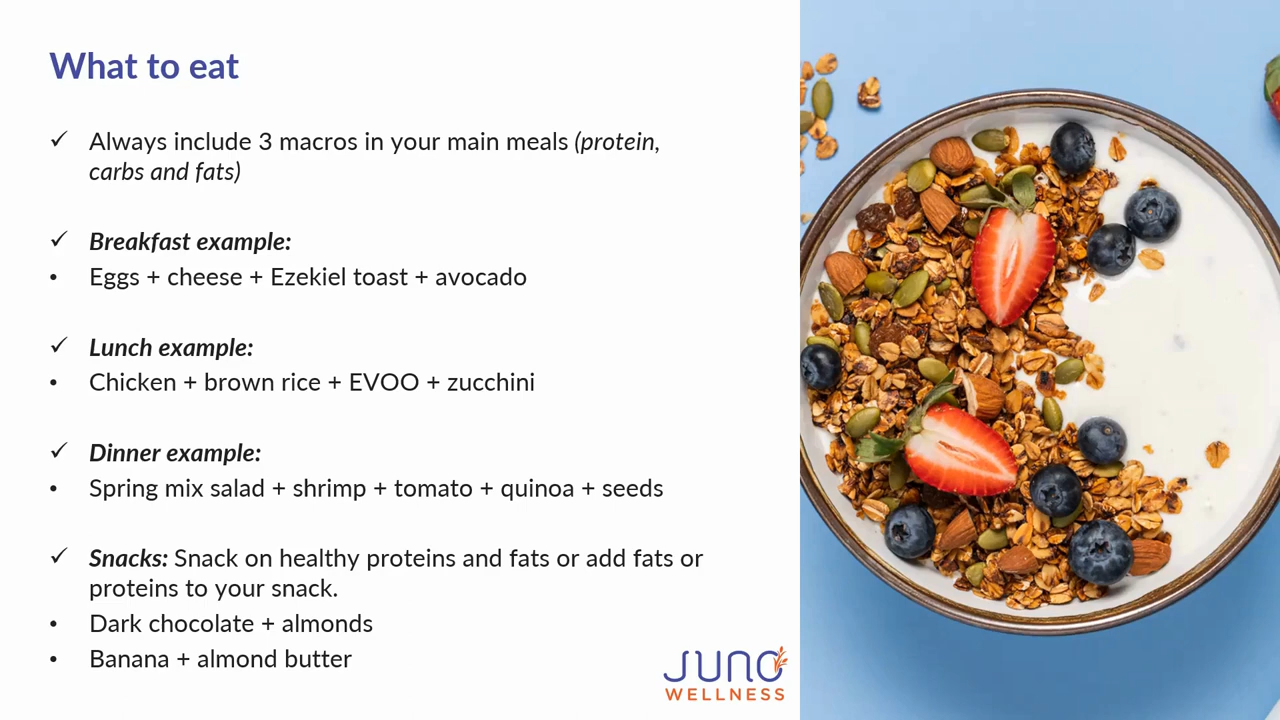 What to eat
✓ Always include 3 macros in your main meals (protein,
carbs and fats)
✓ Breakfast example:
• Eggs + cheese + Ezekiel toast + avocado
✓ Lunch example:
• Chicken + brown rice + EVOO + zucchini
✓ Dinner example:
• Spring mix salad + shrimp + tomato + quinoa + seeds
✓ Snacks: Snack on healthy proteins and fats or add fats or
proteins to your snack.
• Dark chocolate + almonds
• Banana + almond butter
JUNO
WELLNESS